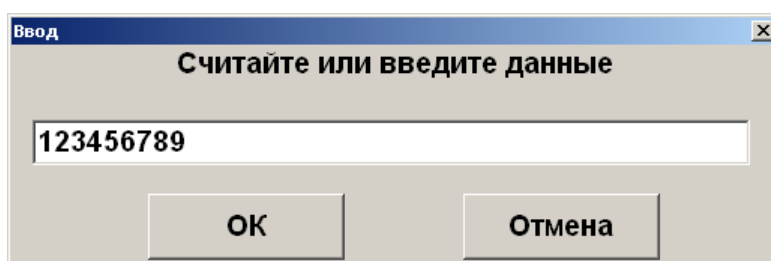 Ввод
Считайте или введите данные
123456789
ОК
Отмена